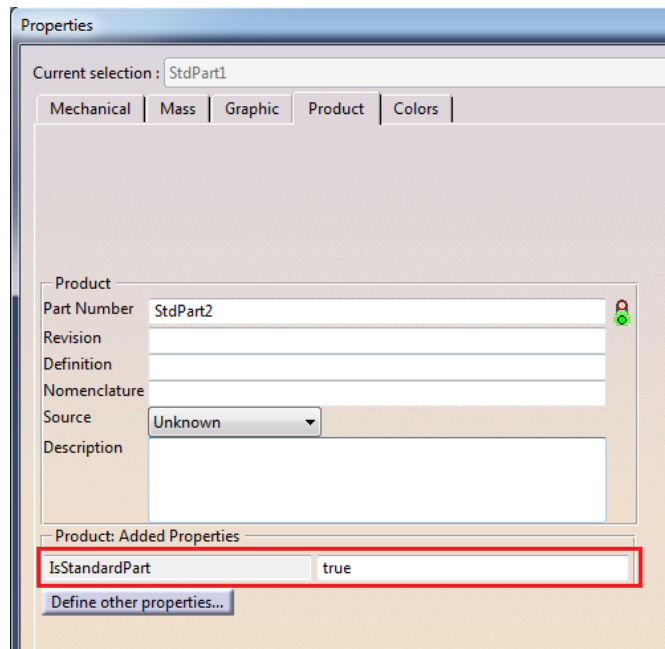 Properties
Current selection : StdPart1
Mechanical Mass Graphic Product Colors
Product
Part Number StdPart2
Revision
Definition
Nomenclature
Source Unknown
Description
Product: Added Properties
IsStandardPart true
Define other properties...